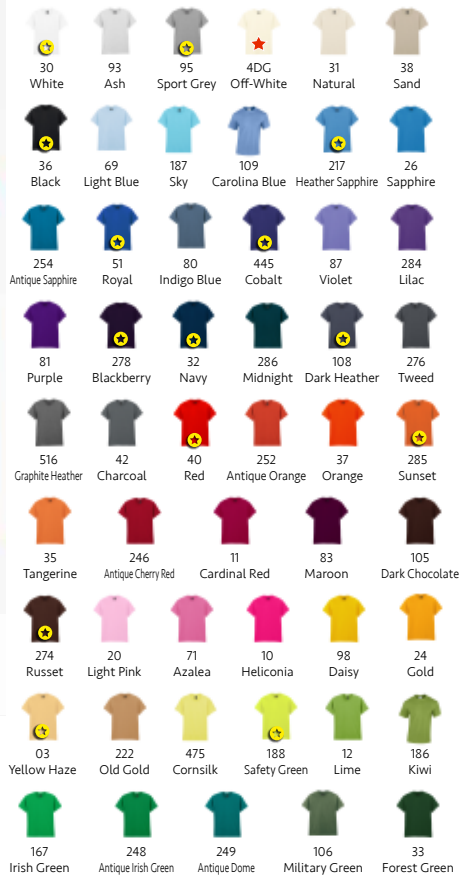 30 93 95 4DG 31 38
White Ash Sport Grey Off-White Natural Sand
36 69 187 109 217 26
Black Light Blue Sky Carolina Blue Heather Sapphire Sapphire
254 51 80 445 87 284
Antique Sapphire Royal Indigo Blue Cobalt Violet Lilac
81 278 32 286 108 276
Purple Blackberry Navy Midnight Dark Heather Tweed
516 42 40 252 37 285
Graphite Heather Charcoal Red Antique Orange Orange Sunset
35 246 11 83 105
Tangerine Antique Cherry Red Cardinal Red Maroon Dark Chocolate
274 20 71 10 98 24
Russet Light Pink Azalea Heliconia Daisy Gold
03 222 475 188 12 186
Yellow Haze Old Gold Cornsilk Safety Green Lime Kiwi
167 248 249 106 33
Irish Green Antique Irish Green Antique Dome Military Green Forest Green